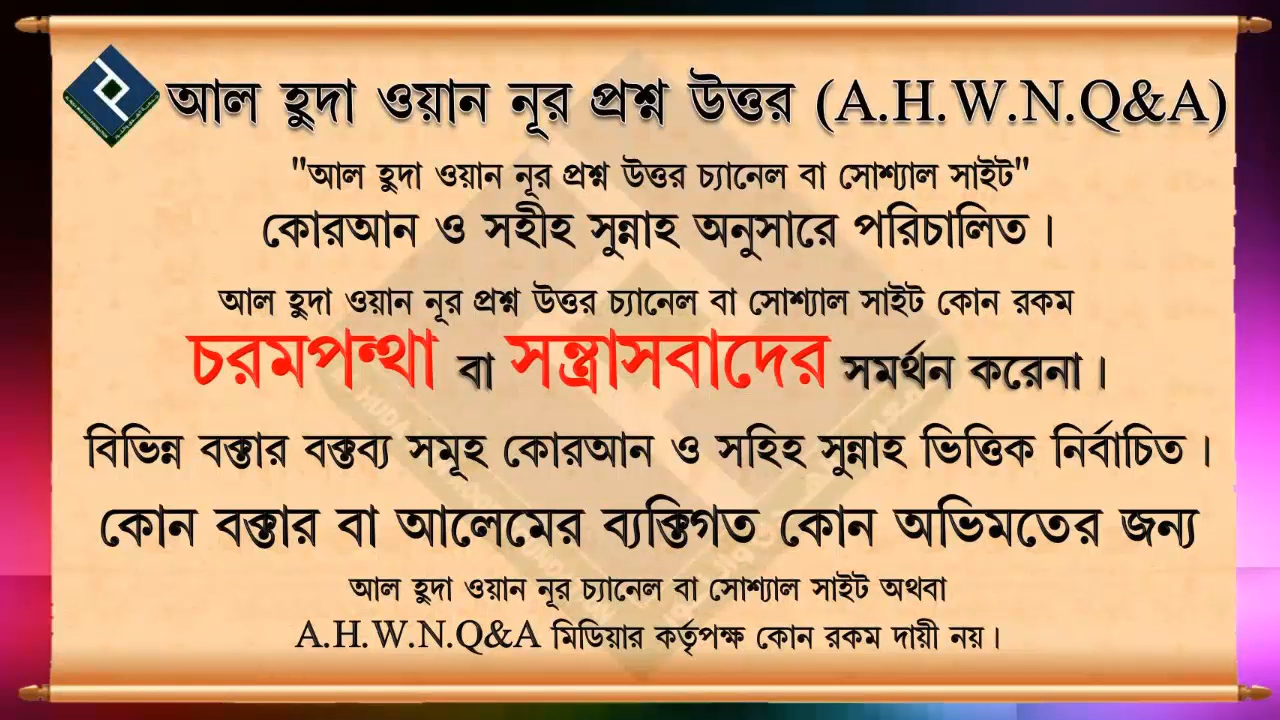 আল হুদা ওয়ান নূর প্রশ্ন উত্তর (A.H.W.N.Q&A)
"আল হুদা ওয়ান নূর প্রশ্ন উত্তর চ্যানেল বা সোশ্যাল সাইট"
কোরআন ও সহীহ সুন্নাহ অনুসারে পরিচালিত।
আল হুদা ওয়ান নূর প্রশ্ন উত্তর চ্যানেল বা সোশ্যাল সাইট কোন রকম
চরমপন্থা বা সন্ত্রাসবাদের সমর্থন করেনা।
বিভিন্ন বক্তার বক্তব্য সমূহ কোরআন ও সহিহ সুন্নাহ ভিত্তিক নির্বাচিত।
কোন বক্তার বা আলেমের ব্যক্তিগত কোন অভিমতের জন্য
আল হুদা ওয়ান নূর চ্যানেল বা সোশ্যাল সাইট অথবা
A.H.W.N.Q&A মিডিয়ার কর্তৃপক্ষ কোন রকম দায়ী নয়।